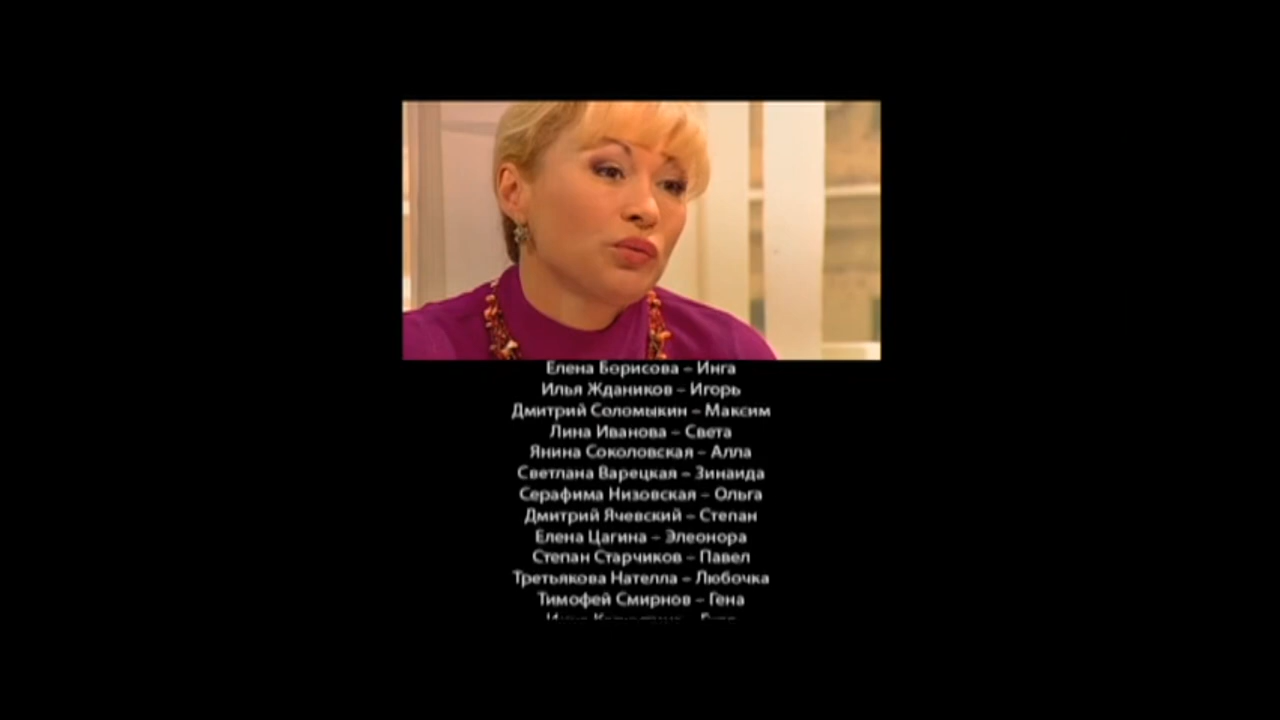 Елена Борисова – Инга
Илья Ждаников – Игорь
Дмитрий Соломыкин – Максим
Лина Иванова – Света
Янина Соколовская – Алла
Светлана Варецкая – Зинаида
Серафима Низовская – Ольга
Дмитрий Ячевский – Степан
Елена Цагина – Элеонора
Степан Старчиков – Павел
Третьякова Нателла – Любочка
Тимофей Смирнов – Гена